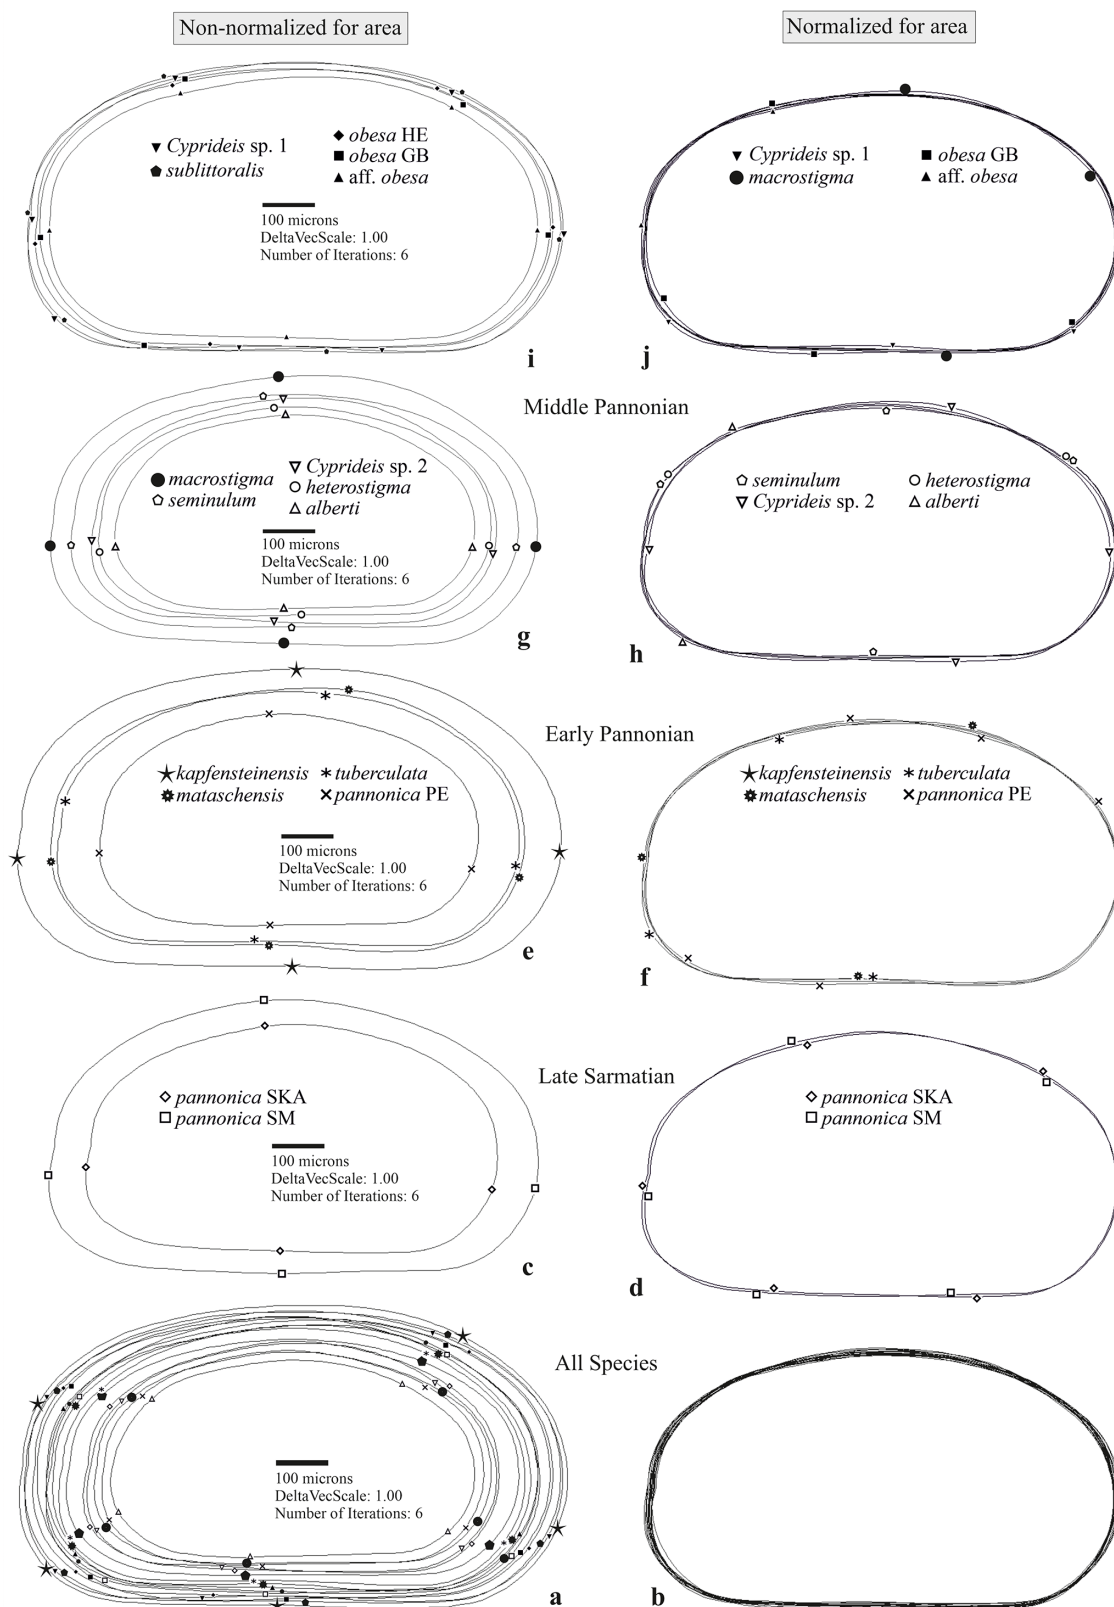 Non-normalized for area
Normalized for area
Cyprideis sp. 1
sublittoralis
obesa HE
obesa GB
aff. obesa
100 microns
DeltaVecScale: 1.00
Number of Iterations: 6
i
Cyprideis sp. 1
macrostigma
obesa GB
aff. obesa
j
Middle Pannonian
macrostigma
seminulum
Cyprideis sp. 2
heterostigma
alberti
100 microns
DeltaVecScale: 1.00
Number of Iterations: 6
g
seminulum
Cyprideis sp. 2
heterostigma
alberti
h
Early Pannonian
kapfensteinensis
mataschensis
tuberculata
pannonica PE
100 microns
DeltaVecScale: 1.00
Number of Iterations: 6
e
kapfensteinensis
mataschensis
tuberculata
pannonica PE
f
Late Sarmatian
pannonica SKA
pannonica SM
100 microns
DeltaVecScale: 1.00
Number of Iterations: 6
c
pannonica SKA
pannonica SM
d
All Species
100 microns
DeltaVecScale: 1.00
Number of Iterations: 6
a
b